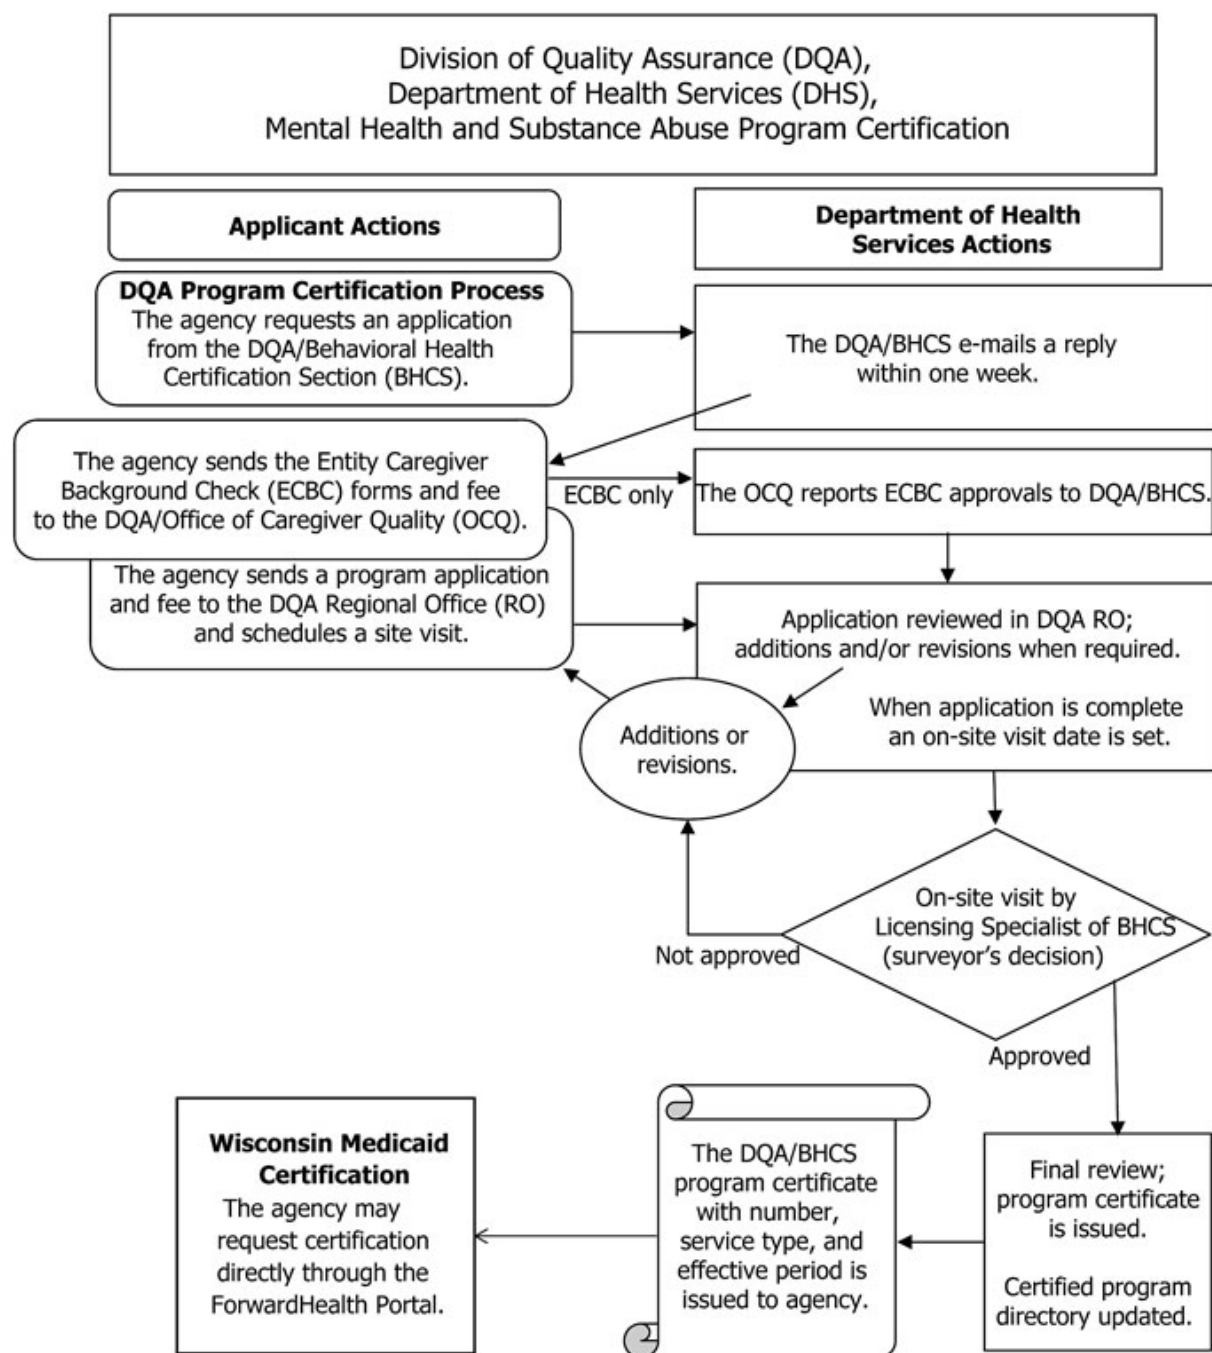 Division of Quality Assurance (DQA),
Department of Health Services (DHS),
Mental Health and Substance Abuse Program Certification
Applicant Actions
Department of Health
Services Actions
DQA Program Certification Process
The agency requests an application
from the DQA/Behavioral Health
Certification Section (BHCS).
The DQA/BHCS e-mails a reply
within one week.
The agency sends the Entity Caregiver
Background Check (ECBC) forms and fee
to the DQA/Office of Caregiver Quality (OCQ).
ECBC only
The OCQ reports ECBC approvals to DQA/BHCS.
The agency sends a program application
and fee to the DQA Regional Office (RO)
and schedules a site visit.
Application reviewed in DQA RO;
additions and/or revisions when required.
When application is complete
an on-site visit date is set.
Additions or
revisions.
On-site visit by
Licensing Specialist of BHCS
(surveyor's decision)
Not approved
Approved
Final review;
program certificate
is issued.
Certified program
directory updated.
The DQA/BHCS
program certificate
with number,
service type, and
effective period is
issued to agency.
Wisconsin Medicaid
Certification
The agency may
request certification
directly through the
ForwardHealth Portal.